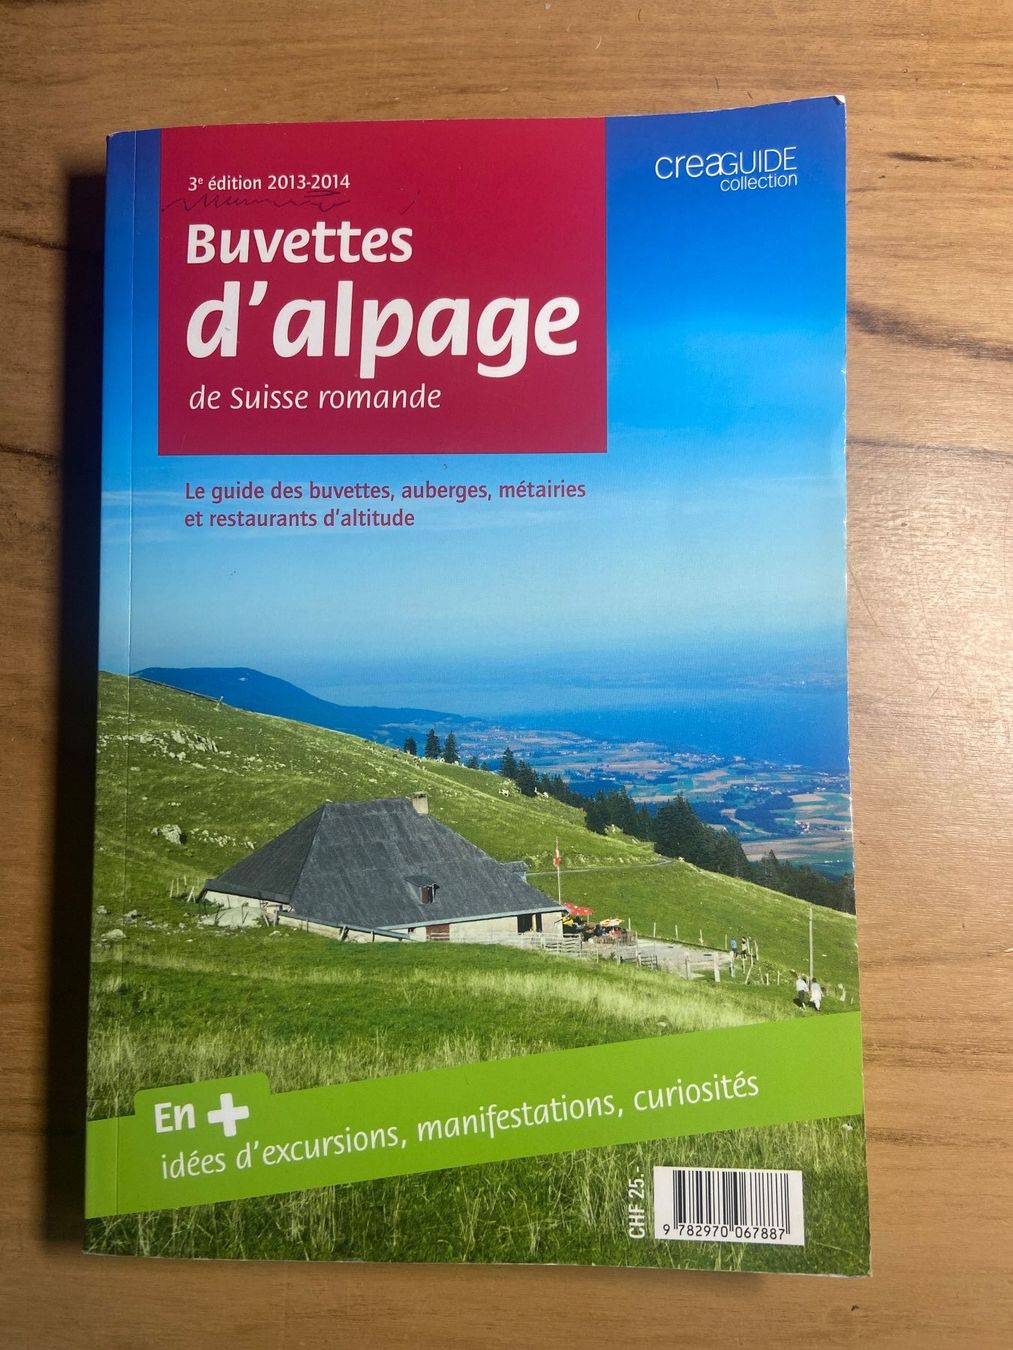 3e édition 2013-2014
creaGUIDE
collection
Buvettes
d'alpage
de Suisse romande
Le guide des buvettes, auberges, métairies
et restaurants d'altitude
En +
idées d'excursions, manifestations, curiosités
CHF 25.-
9 782970 067887